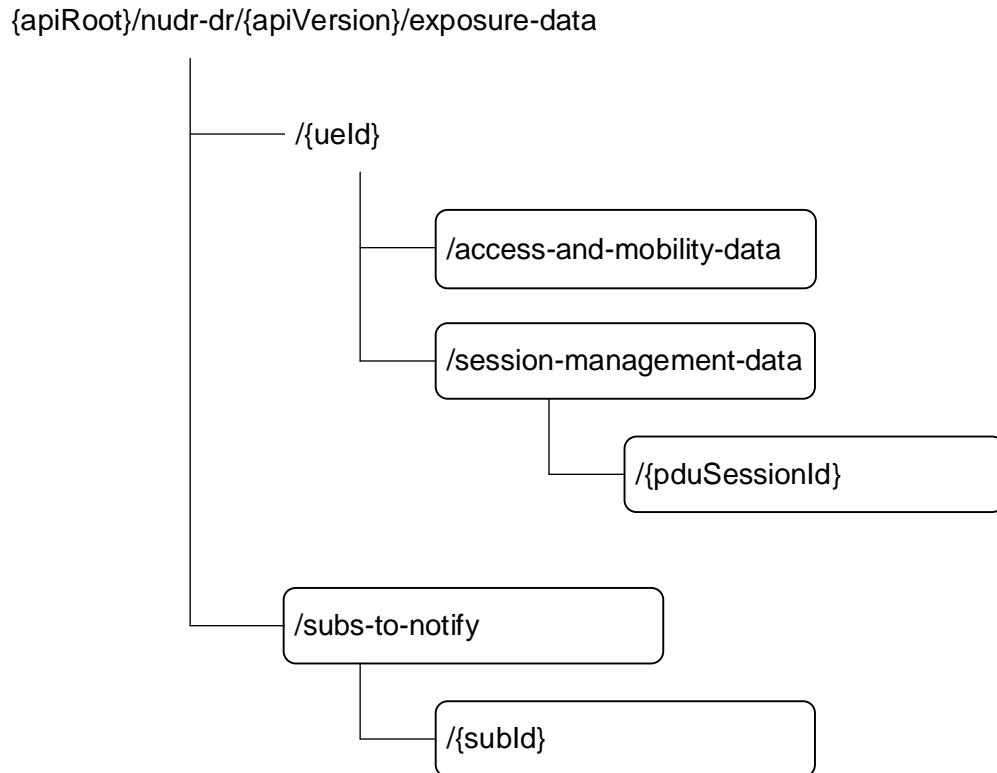 {apiRoot}/nudr-dr/{apiVersion}/exposure-data
/{ueId}
/access-and-mobility-data
/session-management-data
/{pduSessionId}
/subs-to-notify
/{subId}